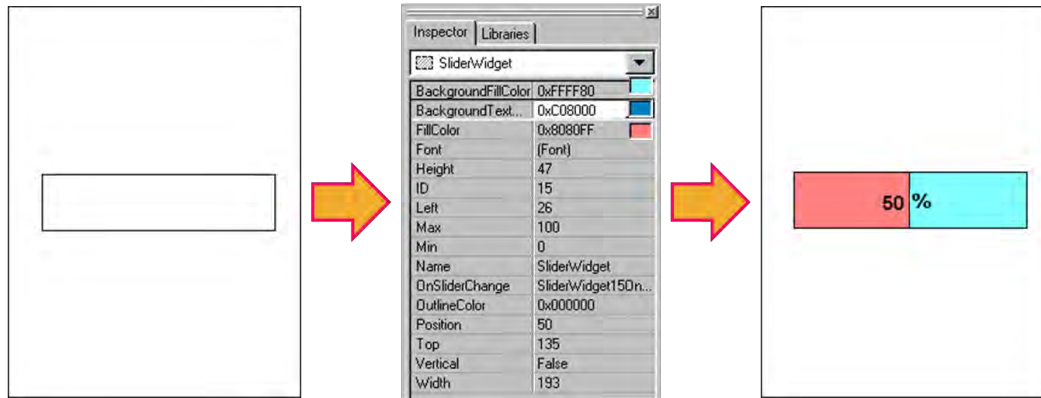 Inspector Libraries
SliderWidget
BackgroundFillColor 0xFFFF80
BackgroundText... 0xC08000
FillColor 0x8080FF
Font (Font)
Height 47
ID 15
Left 26
Max 100
Min 0
Name SliderWidget
OnSliderChange SliderWidget15On...
OutlineColor 0x000000
Position 50
Top 135
Vertical False
Width 193
50 %